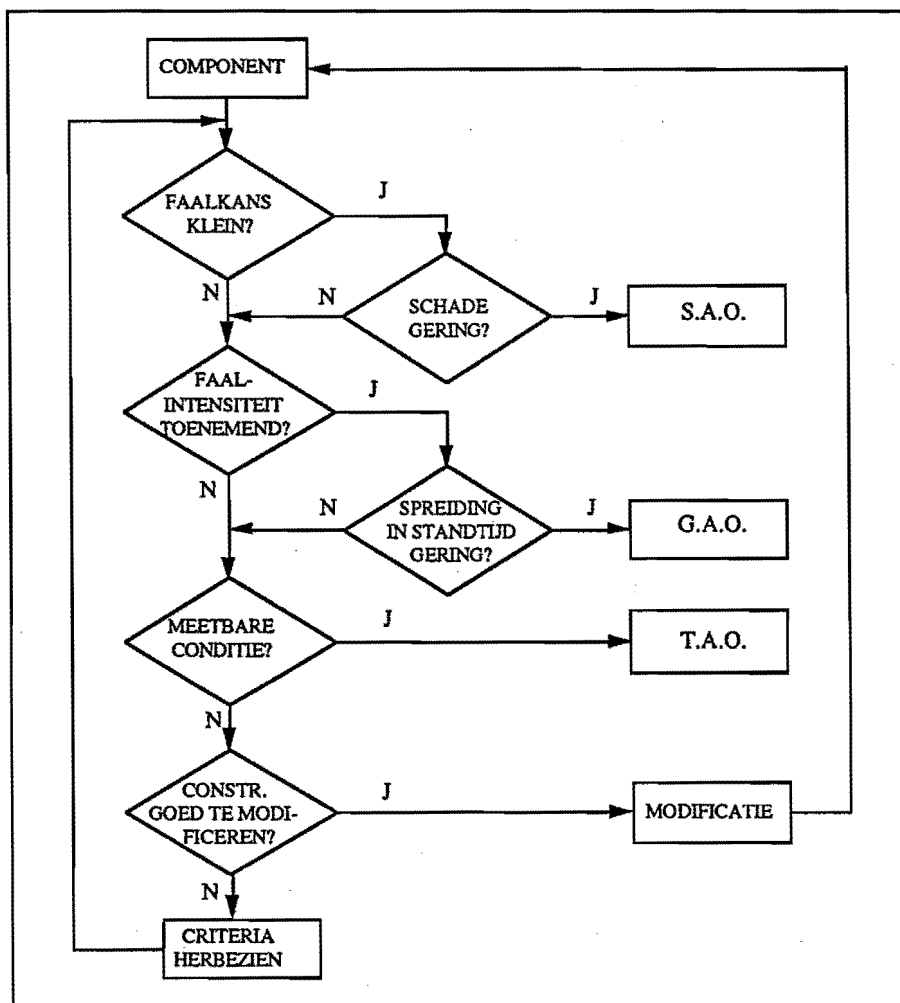 COMPONENT
FAALKANS
KLEIN?
J
N
SCHADE
GERING?
N
J
S.A.O.
FAAL-
INTENSITEIT
TOENEMEND?
J
N
SPREIDING
IN STANDTIJD
GERING?
N
J
G.A.O.
MEETBARE
CONDITIE?
J
T.A.O.
N
CONSTR.
GOED TE MODI-
FICEREN?
J
MODIFICATIE
N
CRITERIA
HERBEZIEN